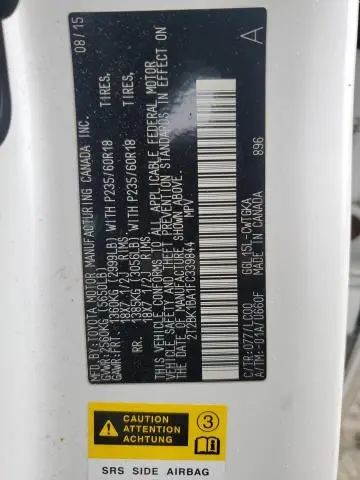 MFD. BY: TOYOTA MOTOR MANUFACTURING CANADA INC. 08/15
GVWR:2560KG (5650LB)
GAWR:FRT. 1360KG (2999LB) WITH P235/60R18 TIRES,
18X7 1/2J RIMS
RR. 1385KG (3056LB) WITH P235/60R18 TIRES,
18X7 1/2J RIMS
THIS VEHICLE CONFORMS TO ALL APPLICABLE FEDERAL MOTOR
VEHICLE SAFETY AND THEFT PREVENTION STANDARDS IN EFFECT ON
THE DATE OF MANUFACTURE SHOWN ABOVE.
2T2BK1BA1FC339844 MPV
A
C/TR:077/LC00 GGL15L-CWTGKA
A/TM:-01A/U660F MADE IN CANADA 896
CAUTION
ATTENTION
ACHTUNG
3
i
SRS SIDE AIRBAG